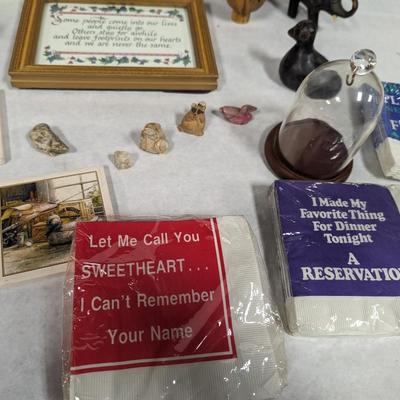 Some people come into our lives
and quietly go.
Others stay for awhile
and leave footprints on our hearts
and we are never the same.
Let Me Call You
SWEETHEART...
I Can't Remember
Your Name
I Made My
Favorite Thing
For Dinner
Tonight
A
RESERVATION